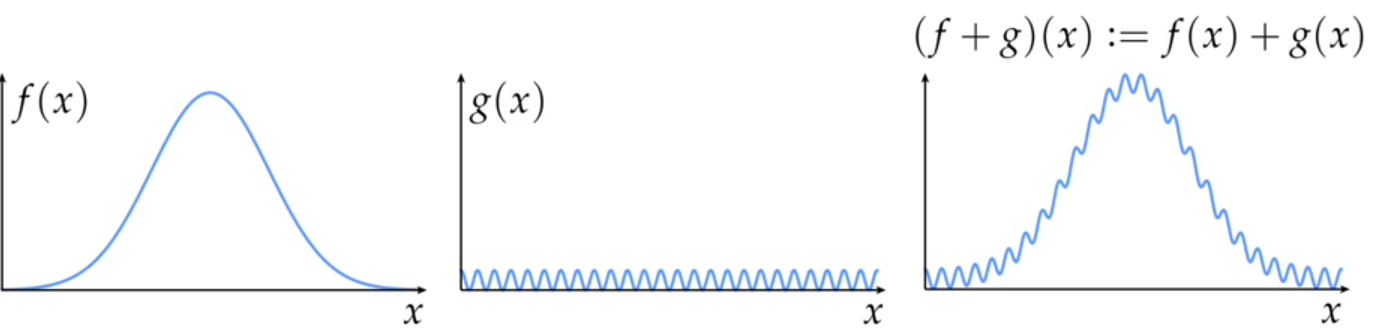 (f + g)(x) := f(x) + g(x)
f(x)
g(x)
x
x
x